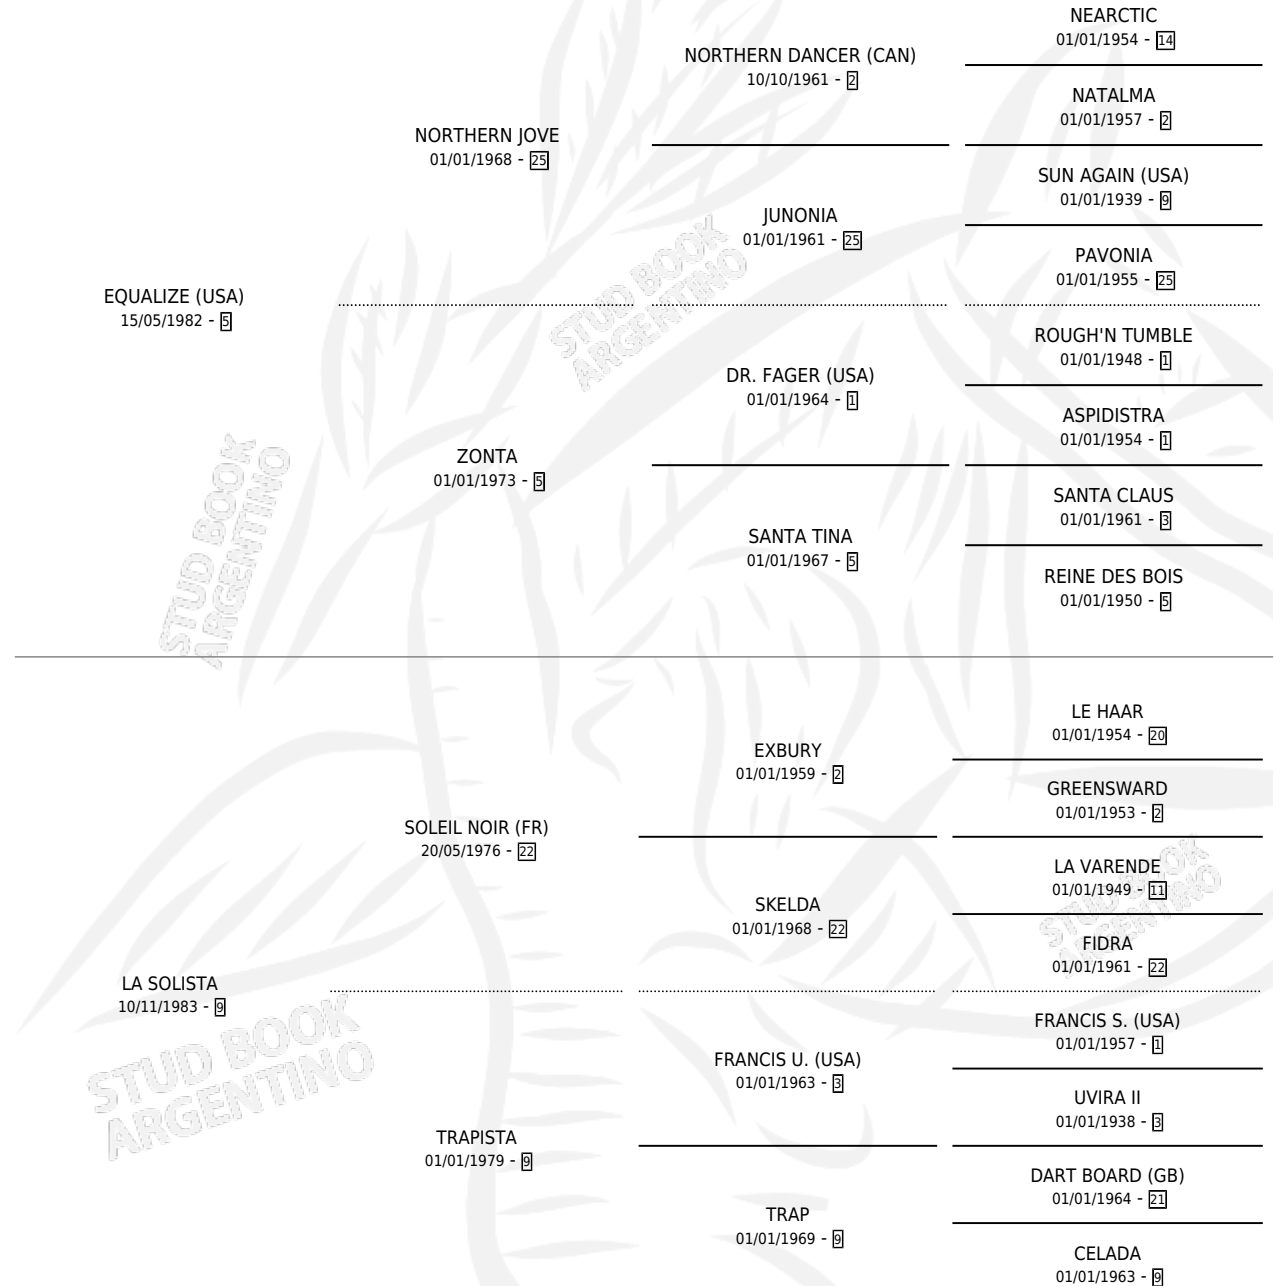 NEARCTIC
01/01/1954 - 14
NORTHERN DANCER (CAN)
10/10/1961 - 2
NATALMA
01/01/1957 - 2
NORTHERN JOVE
01/01/1968 - 25
SUN AGAIN (USA)
01/01/1939 - 9
JUNONIA
01/01/1961 - 25
PAVONIA
01/01/1955 - 25
EQUALIZE (USA)
15/05/1982 - 5
STUD BOOK
ARGENTINO
ROUGH'N TUMBLE
01/01/1948 - 1
DR. FAGER (USA)
01/01/1964 - 1
ASPIDISTRA
01/01/1954 - 1
ZONTA
01/01/1973 - 5
SANTA CLAUS
01/01/1961 - 3
SANTA TINA
01/01/1967 - 5
REINE DES BOIS
01/01/1950 - 5
STUD BOOK
ARGENTINO
LE HAAR
01/01/1954 - 20
EXBURY
01/01/1959 - 2
GREENSWARD
01/01/1953 - 2
SOLEIL NOIR (FR)
20/05/1976 - 22
LA VARENDE
01/01/1949 - 11
SKELDA
01/01/1968 - 22
STUD BOOK
ARGENTINO
FIDRA
01/01/1961 - 22
LA SOLISTA
10/11/1983 - 9
FRANCIS S. (USA)
01/01/1957 - 1
FRANCIS U. (USA)
01/01/1963 - 3
STUD BOOK
ARGENTINO
UVIRA II
01/01/1938 - 3
TRAPISTA
01/01/1979 - 9
DART BOARD (GB)
01/01/1964 - 21
TRAP
01/01/1969 - 9
CELADA
01/01/1963 - 9